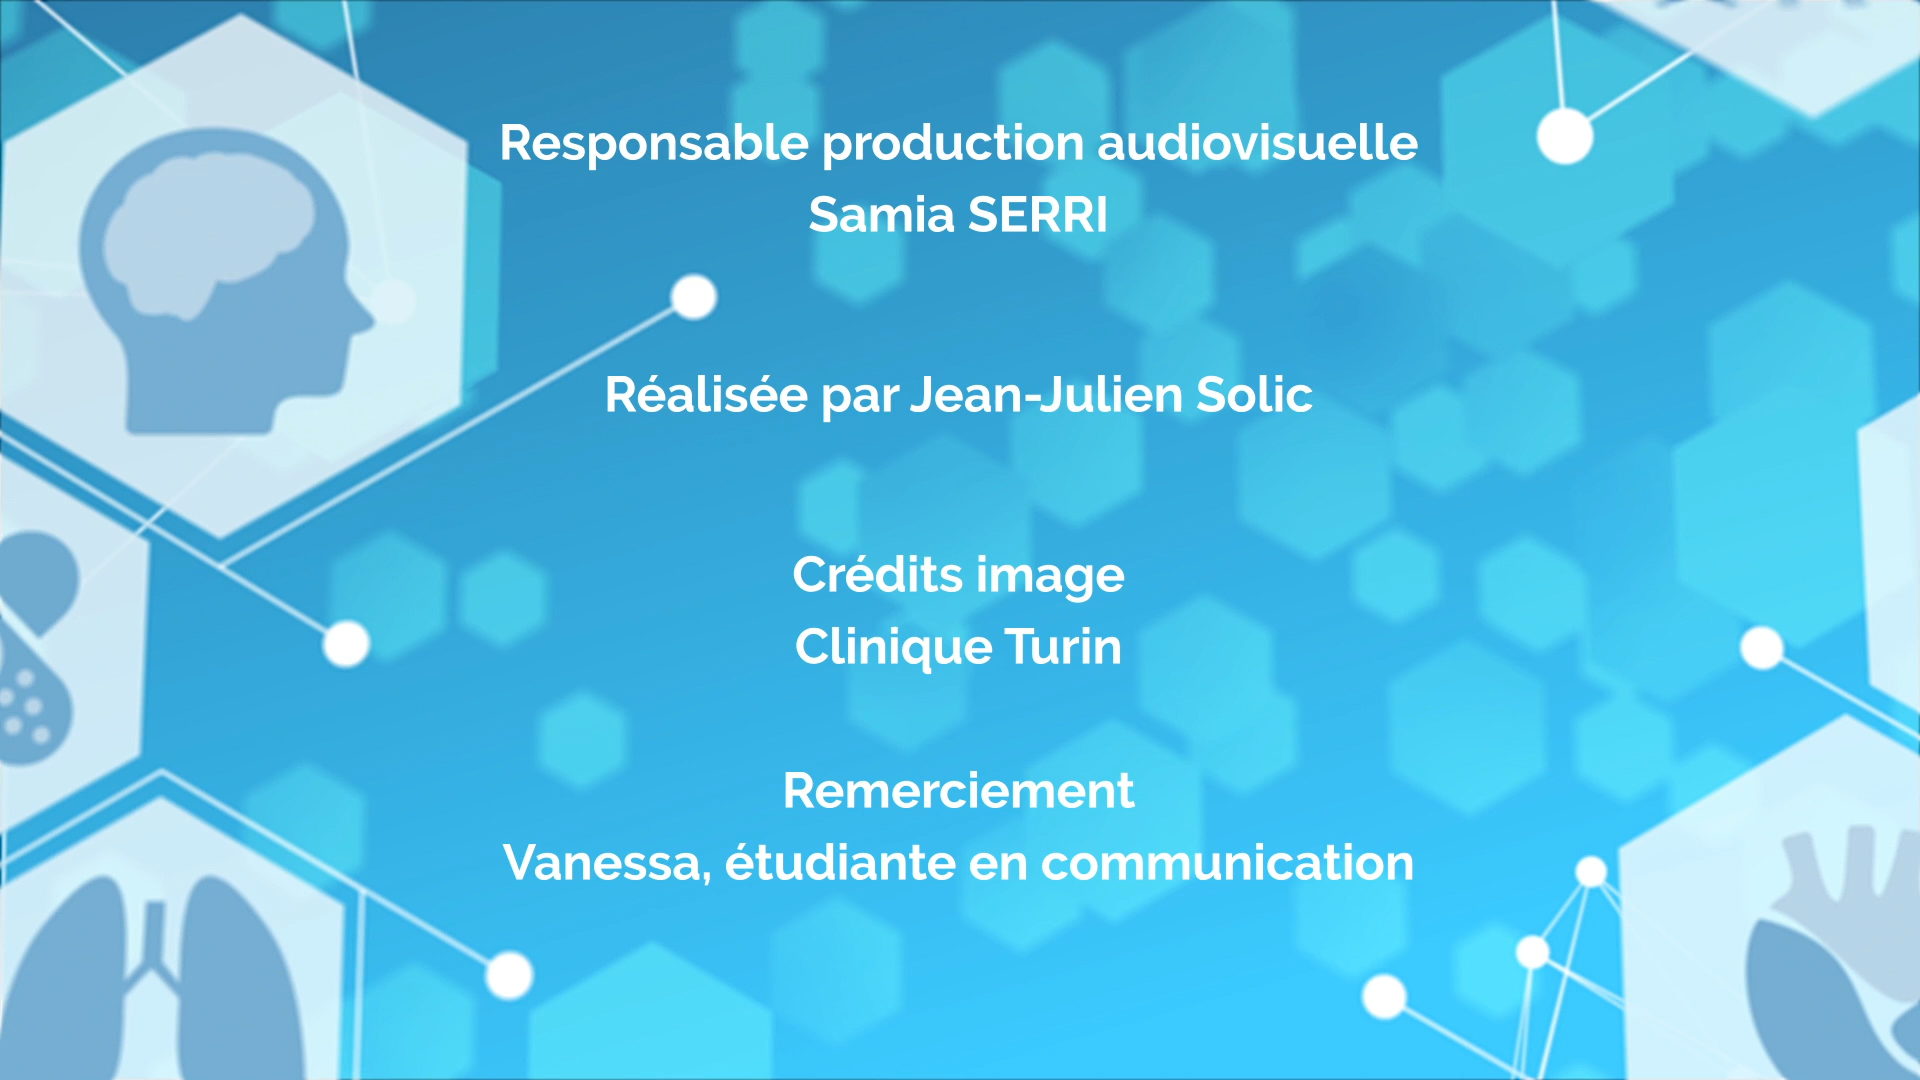 Responsable production audiovisuelle
Samia SERRI
Réalisée par Jean-Julien Solic
Crédits image
Clinique Turin
Remerciement
Vanessa, étudiante en communication